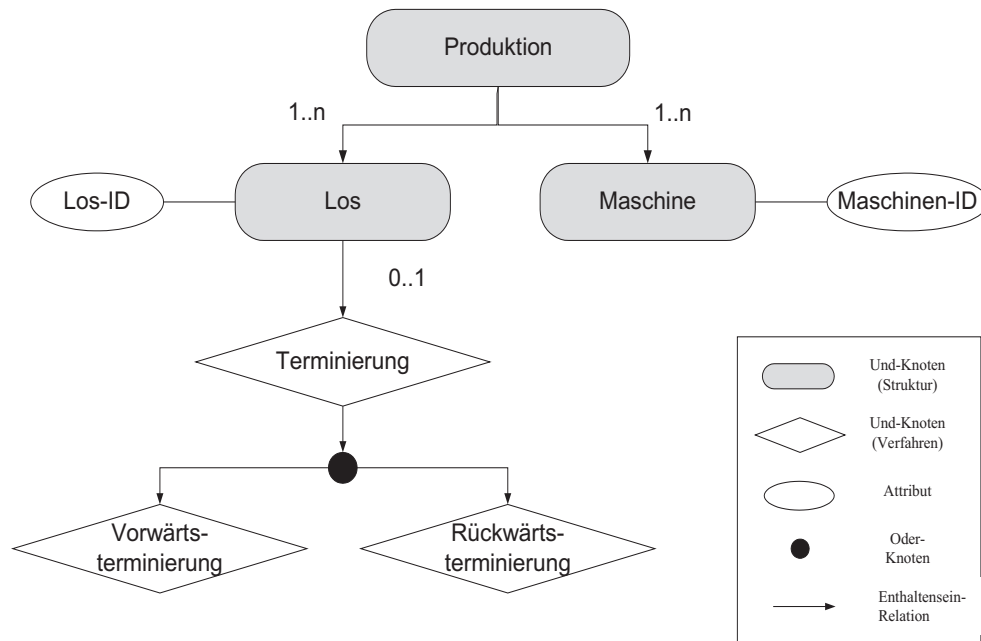 Produktion
1..n
1..n
Los-ID
Los
Maschine
Maschinen-ID
0..1
Terminierung
Vorwärts-
terminierung
Rückwärts-
terminierung
Und-Knoten
(Struktur)
Und-Knoten
(Verfahren)
Attribut
Oder-
Knoten
Enthaltensein-
Relation